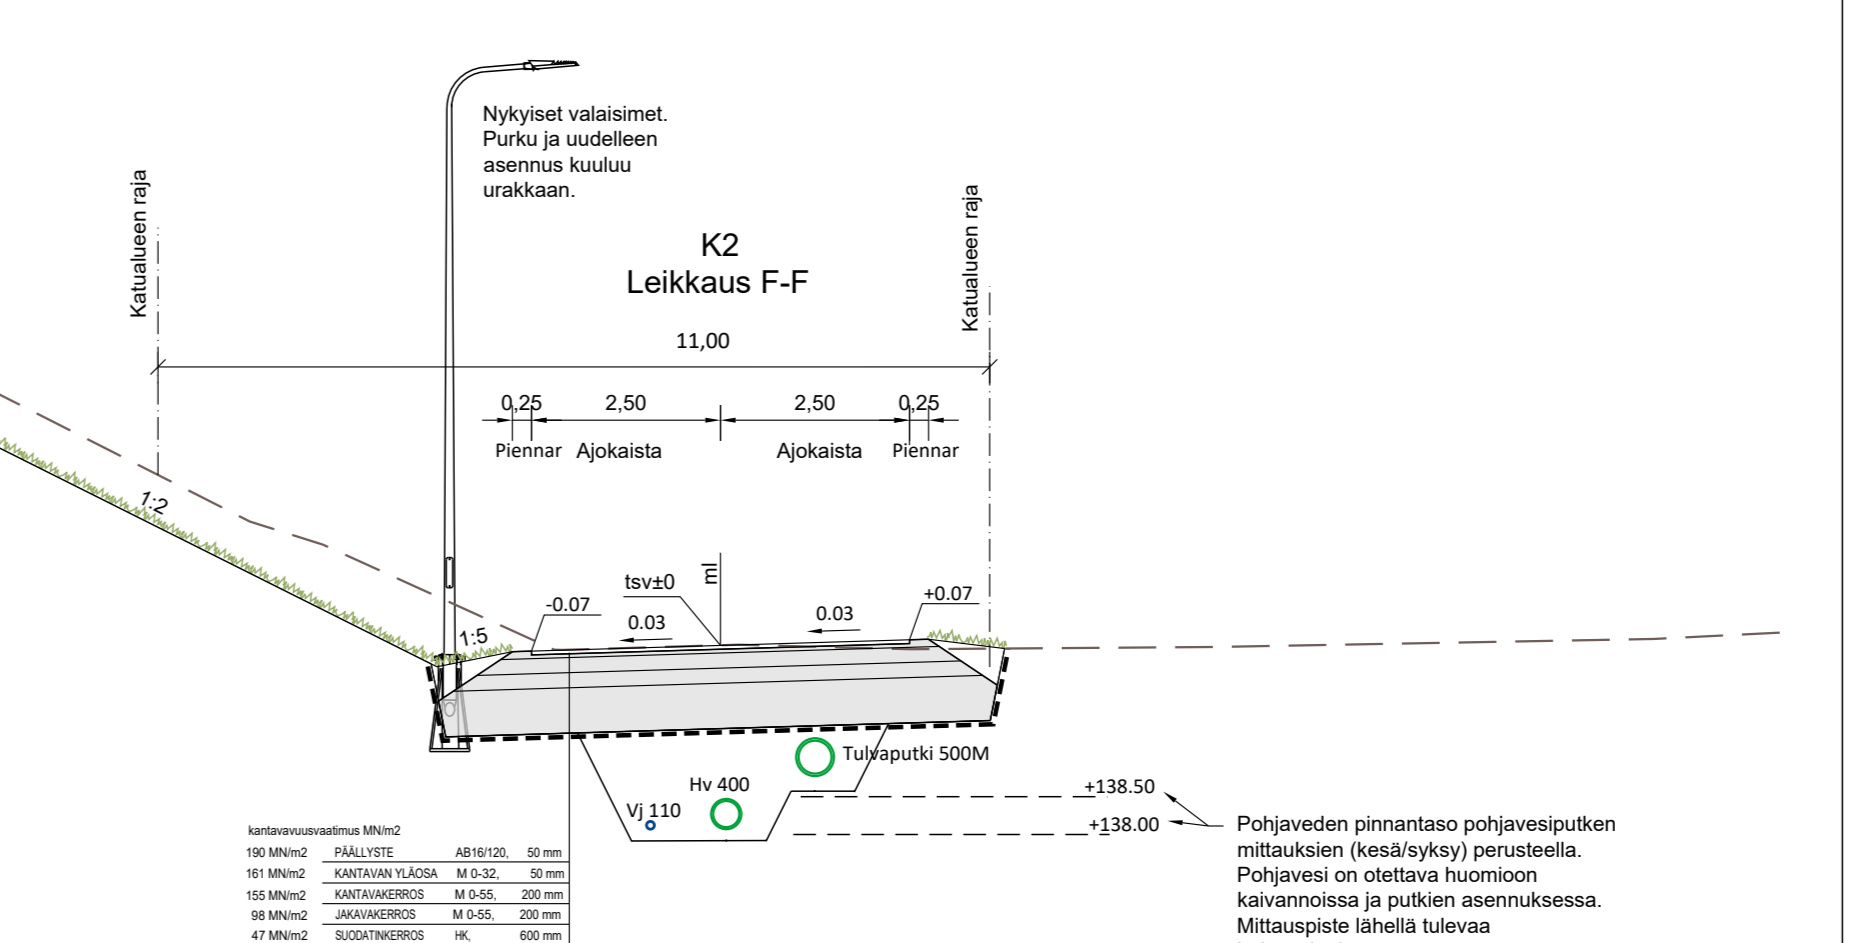 Nykyiset valaisimet.
Purku ja uudelleen
asennus kuuluu
urakkaan.
Katualueen raja
Katualueen raja
K2
Leikkaus F-F
11,00
0,25 2,50 2,50 0,25
Piennar Ajokaista Ajokaista Piennar
1:2
tsv±0
ml
-0.07
0.03
0.03
+0.07
1:5
Tulvaputki 500M
Hv 400
Vj 110
+138.50
+138.00
Pohjaveden pinnantaso pohjavesiputken
mittauksien (kesä/syksy) perusteella.
Pohjavesi on otettava huomioon
kaivannoissa ja putkien asennuksessa.
Mittauspiste lähellä tulevaa
kantavavuusvaatimus MN/m2
190 MN/m2 PÄÄLLYSTE AB16/120, 50 mm
161 MN/m2 KANTAVAN YLÄOSA M 0-32, 50 mm
155 MN/m2 KANTAVAKERROS M 0-55, 200 mm
98 MN/m2 JAKAVAKERROS M 0-55, 200 mm
47 MN/m2 SUODATINKERROS HK, 600 mm